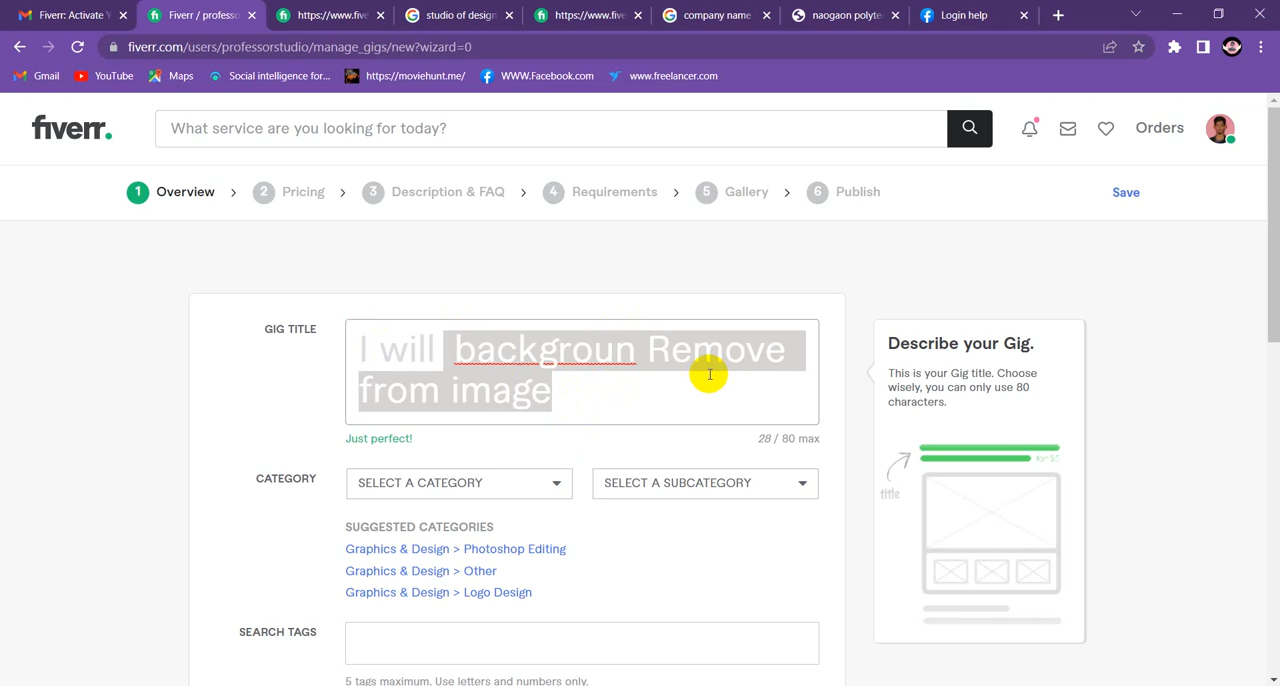 Fiverr: Activate Y
Fiverr / professo
https://www.five
studio of design
https://www.five
company name
naogaon polyte
Login help
fiverr.com/users/professorstudio/manage_gigs/new?wizard=0
Gmail
YouTube
Maps
Social intelligence for...
https://moviehunt.me/
WWW.Facebook.com
www.freelancer.com
fiverr.
What service are you looking for today?
Orders
1 Overview
2 Pricing
3 Description & FAQ
4 Requirements
5 Gallery
6 Publish
Save
GIG TITLE
I will backgroun Remove
from image
Just perfect!
28 / 80 max
Describe your Gig.
This is your Gig title. Choose
wisely, you can only use 80
characters.
title
for $5
CATEGORY
SELECT A CATEGORY
SELECT A SUBCATEGORY
SUGGESTED CATEGORIES
Graphics & Design > Photoshop Editing
Graphics & Design > Other
Graphics & Design > Logo Design
SEARCH TAGS
5 tags maximum. Use letters and numbers only.